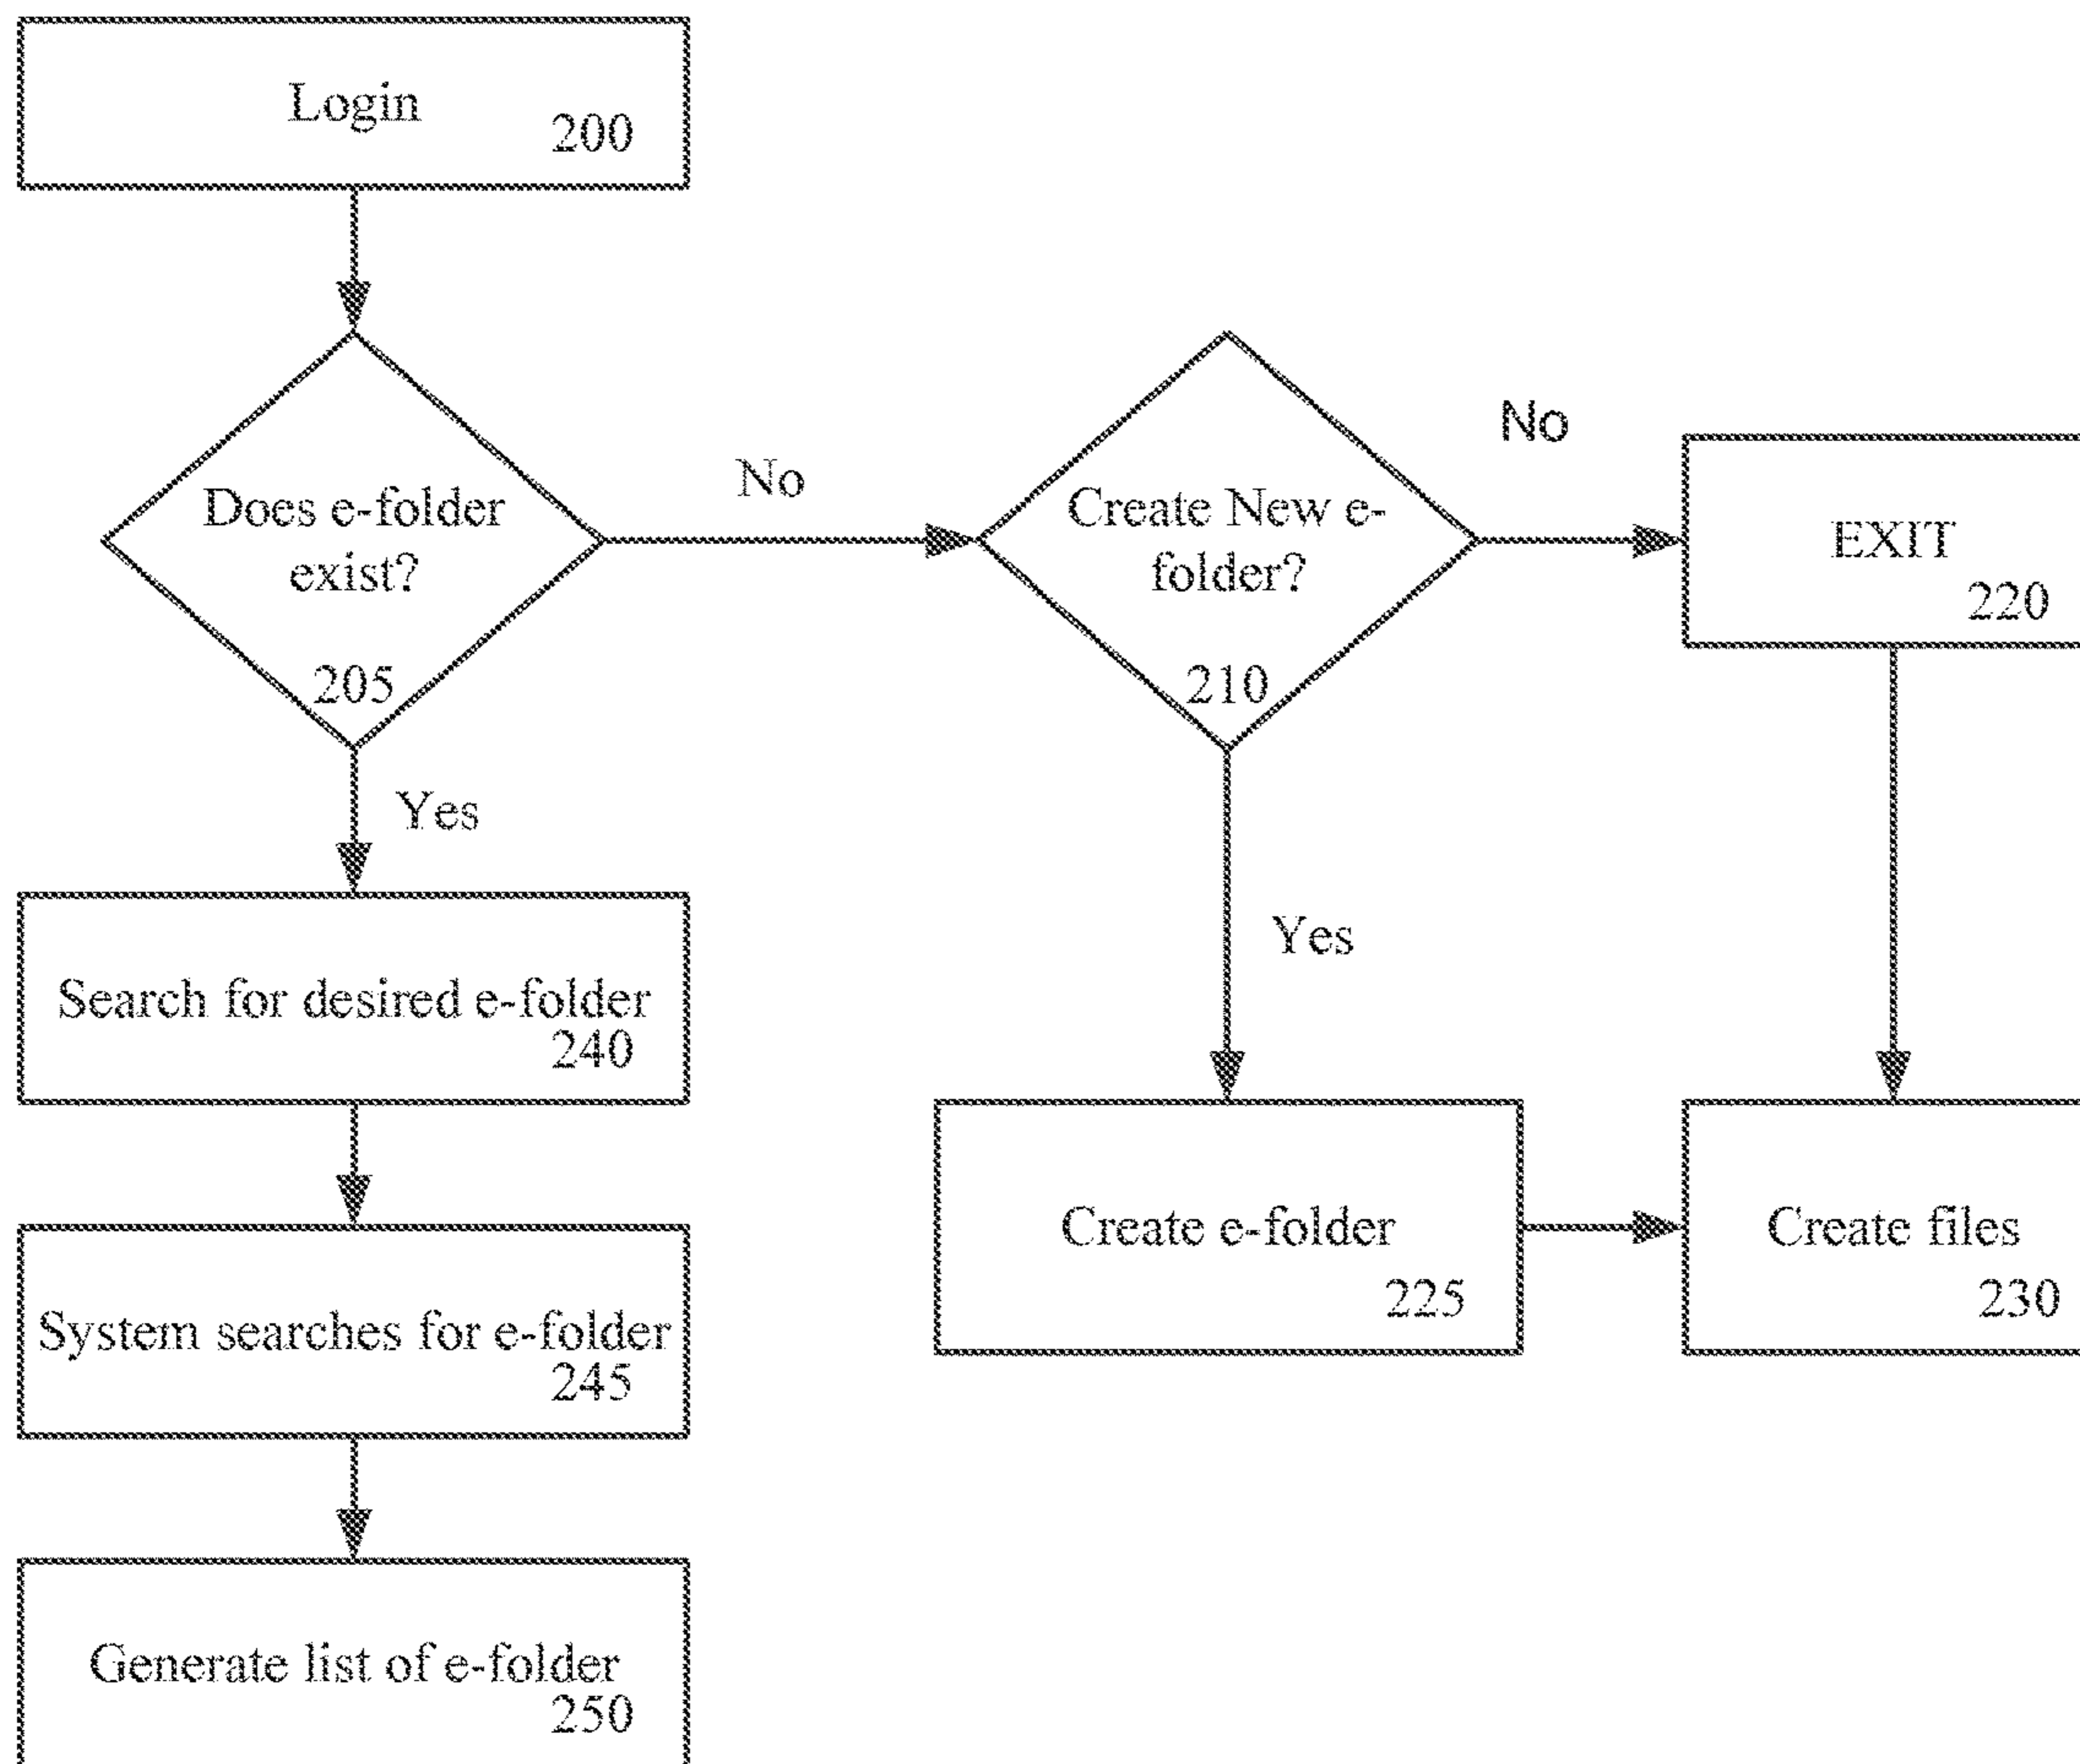 Login
200
Does e-folder
exist?
205
No
Create New e-
folder?
210
No
EXIT
220
Yes
Yes
Search for desired e-folder
240
System searches for e-folder
245
Create e-folder
225
Create files
230
Generate list of e-folder
250